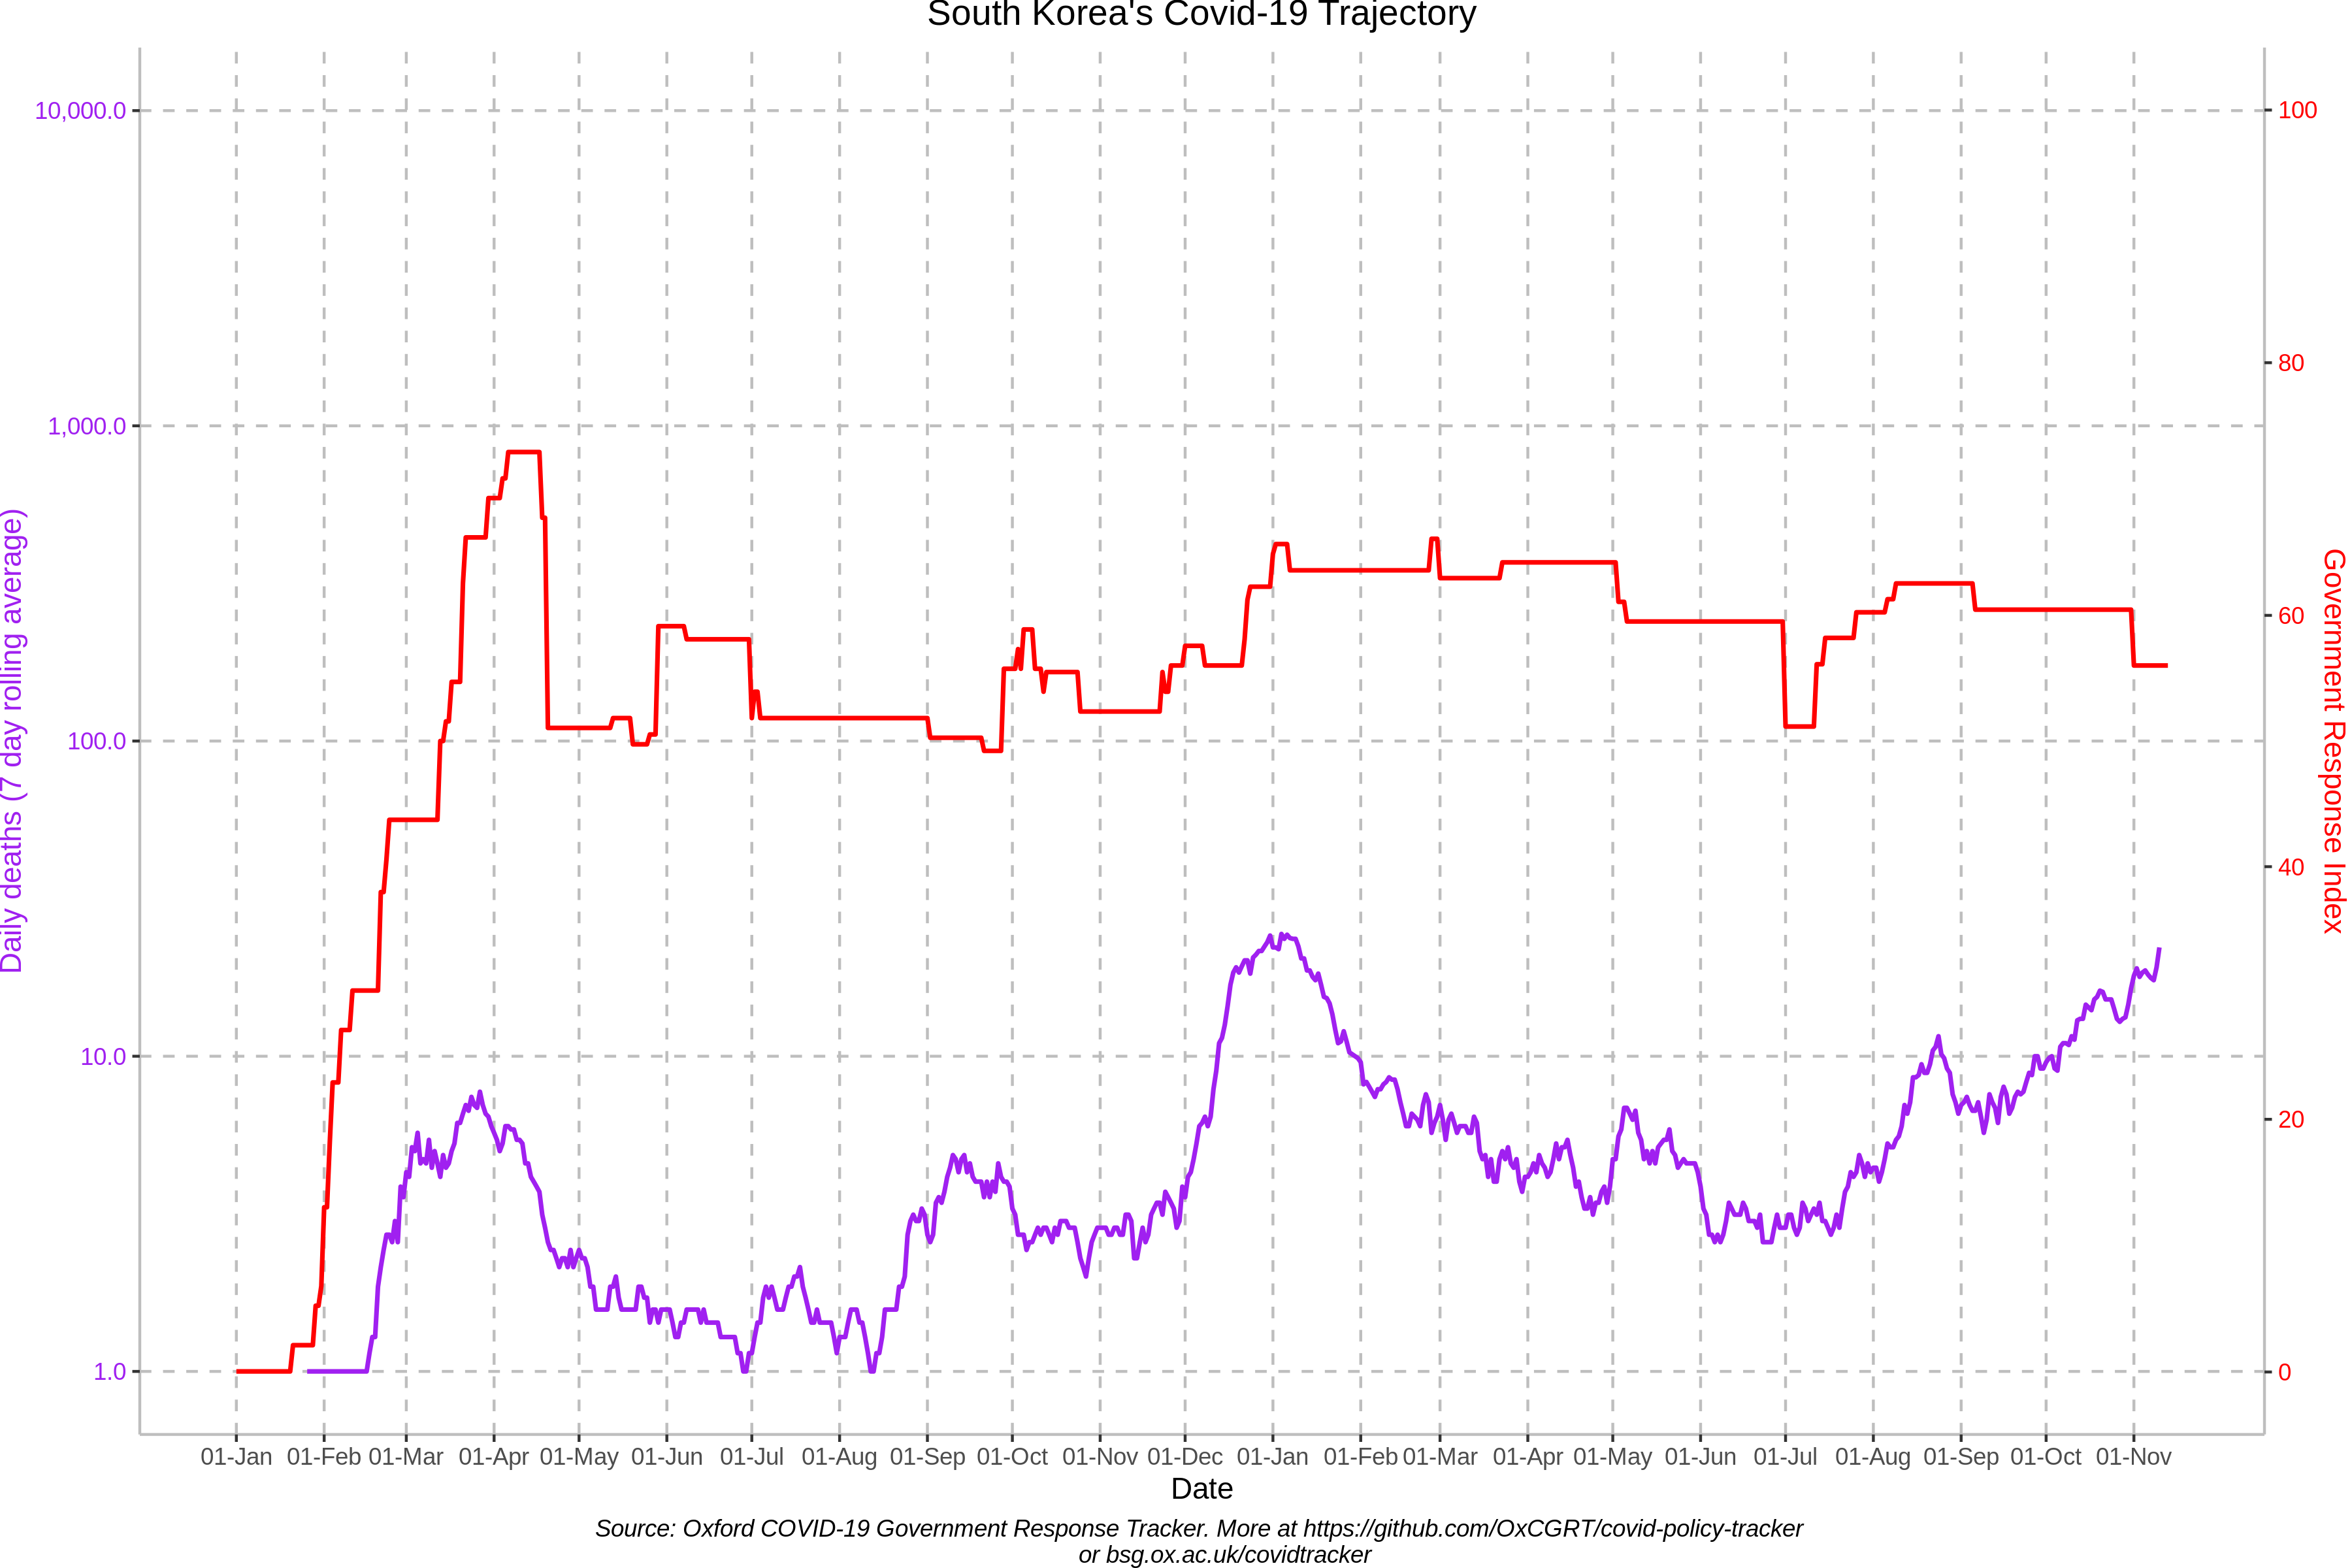 South Korea's Covid-19 Trajectory
Daily deaths (7 day rolling average)
10,000.0
1,000.0
100.0
10.0
1.0
100
80
60
40
20
0
Government Response Index
01-Jan 01-Feb 01-Mar 01-Apr 01-May 01-Jun 01-Jul 01-Aug 01-Sep 01-Oct 01-Nov 01-Dec 01-Jan 01-Feb 01-Mar 01-Apr 01-May 01-Jun 01-Jul 01-Aug 01-Sep 01-Oct 01-Nov
Date
Source: Oxford COVID-19 Government Response Tracker. More at https://github.com/OxCGRT/covid-policy-tracker
or bsg.ox.ac.uk/covidtracker